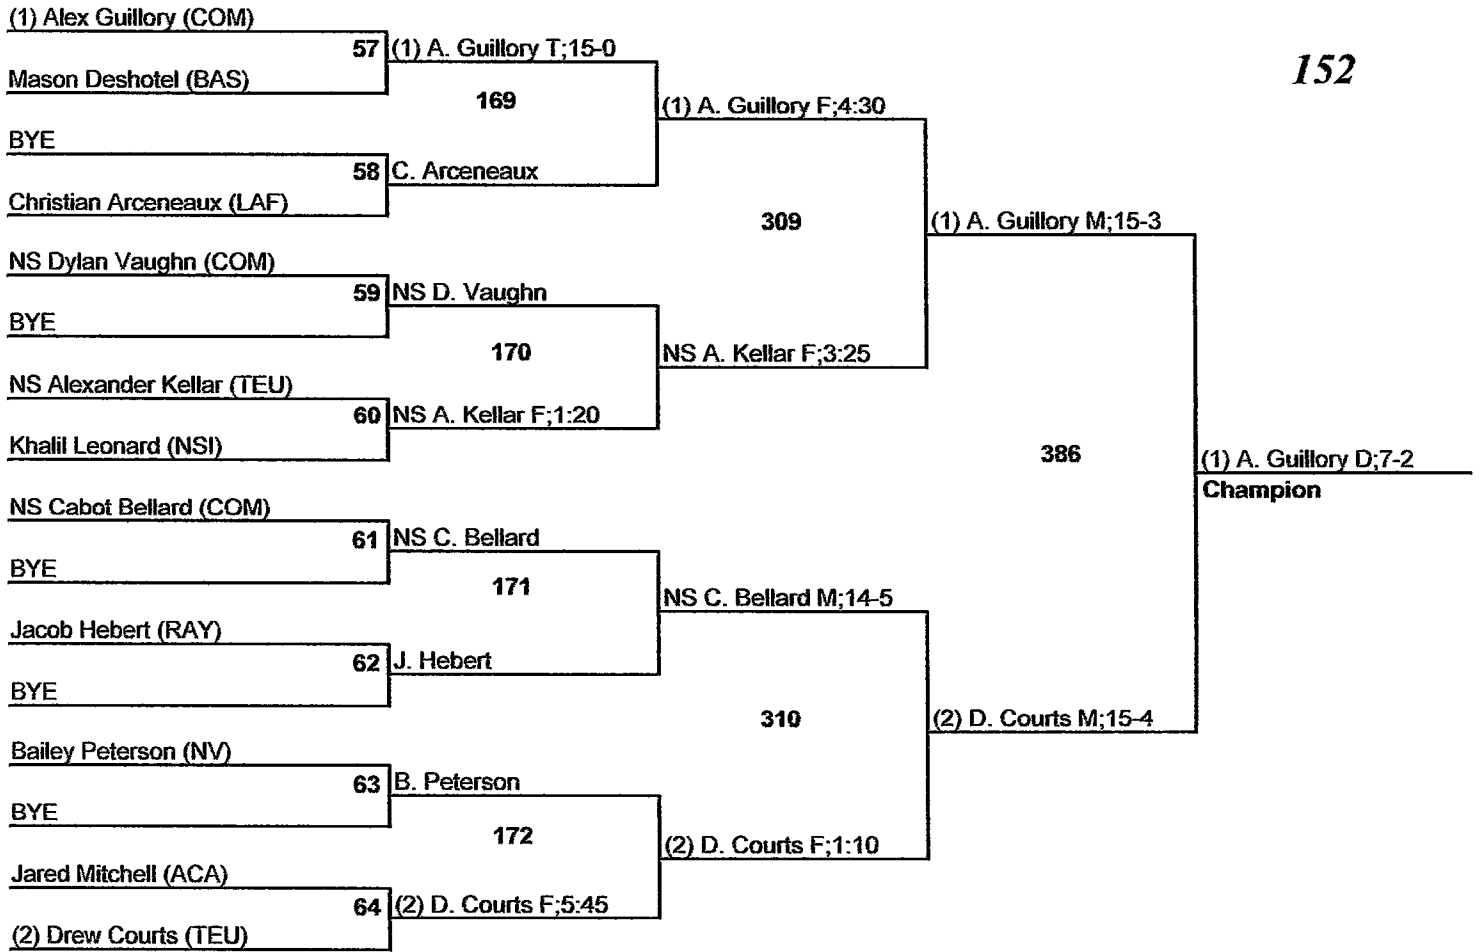 (1) Alex Guillory (COM)
57 (1) A. Guillory T;15-0
152
Mason Deshotel (BAS)
169
(1) A. Guillory F;4:30
BYE
58 C. Arceneaux
Christian Arceneaux (LAF)
309
(1) A. Guillory M;15-3
NS Dylan Vaughn (COM)
59 NS D. Vaughn
BYE
170
NS A. Kellar F;3:25
NS Alexander Kellar (TEU)
60 NS A. Kellar F;1:20
Khalil Leonard (NSI)
386
(1) A. Guillory D;7-2
Champion
NS Cabot Bellard (COM)
61 NS C. Bellard
BYE
171
NS C. Bellard M;14-5
Jacob Hebert (RAY)
62 J. Hebert
BYE
310
(2) D. Courts M;15-4
Bailey Peterson (NV)
63 B. Peterson
BYE
172
(2) D. Courts F;1:10
Jared Mitchell (ACA)
64 (2) D. Courts F;5:45
(2) Drew Courts (TEU)